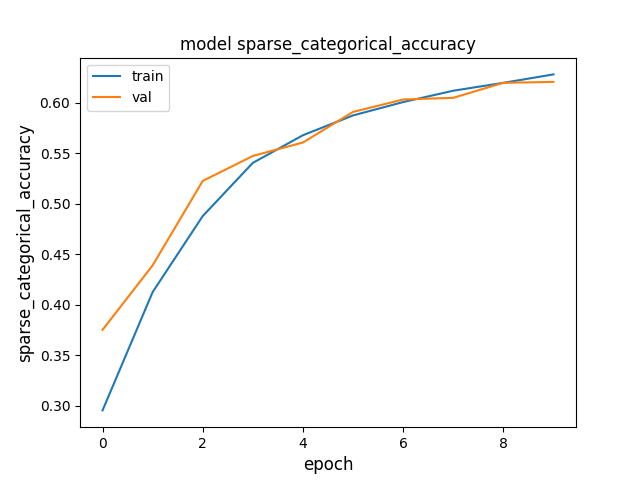 model sparse_categorical_accuracy
train
val
sparse_categorical_accuracy
0.60
0.55
0.50
0.45
0.40
0.35
0.30
0 2 4 6 8
epoch